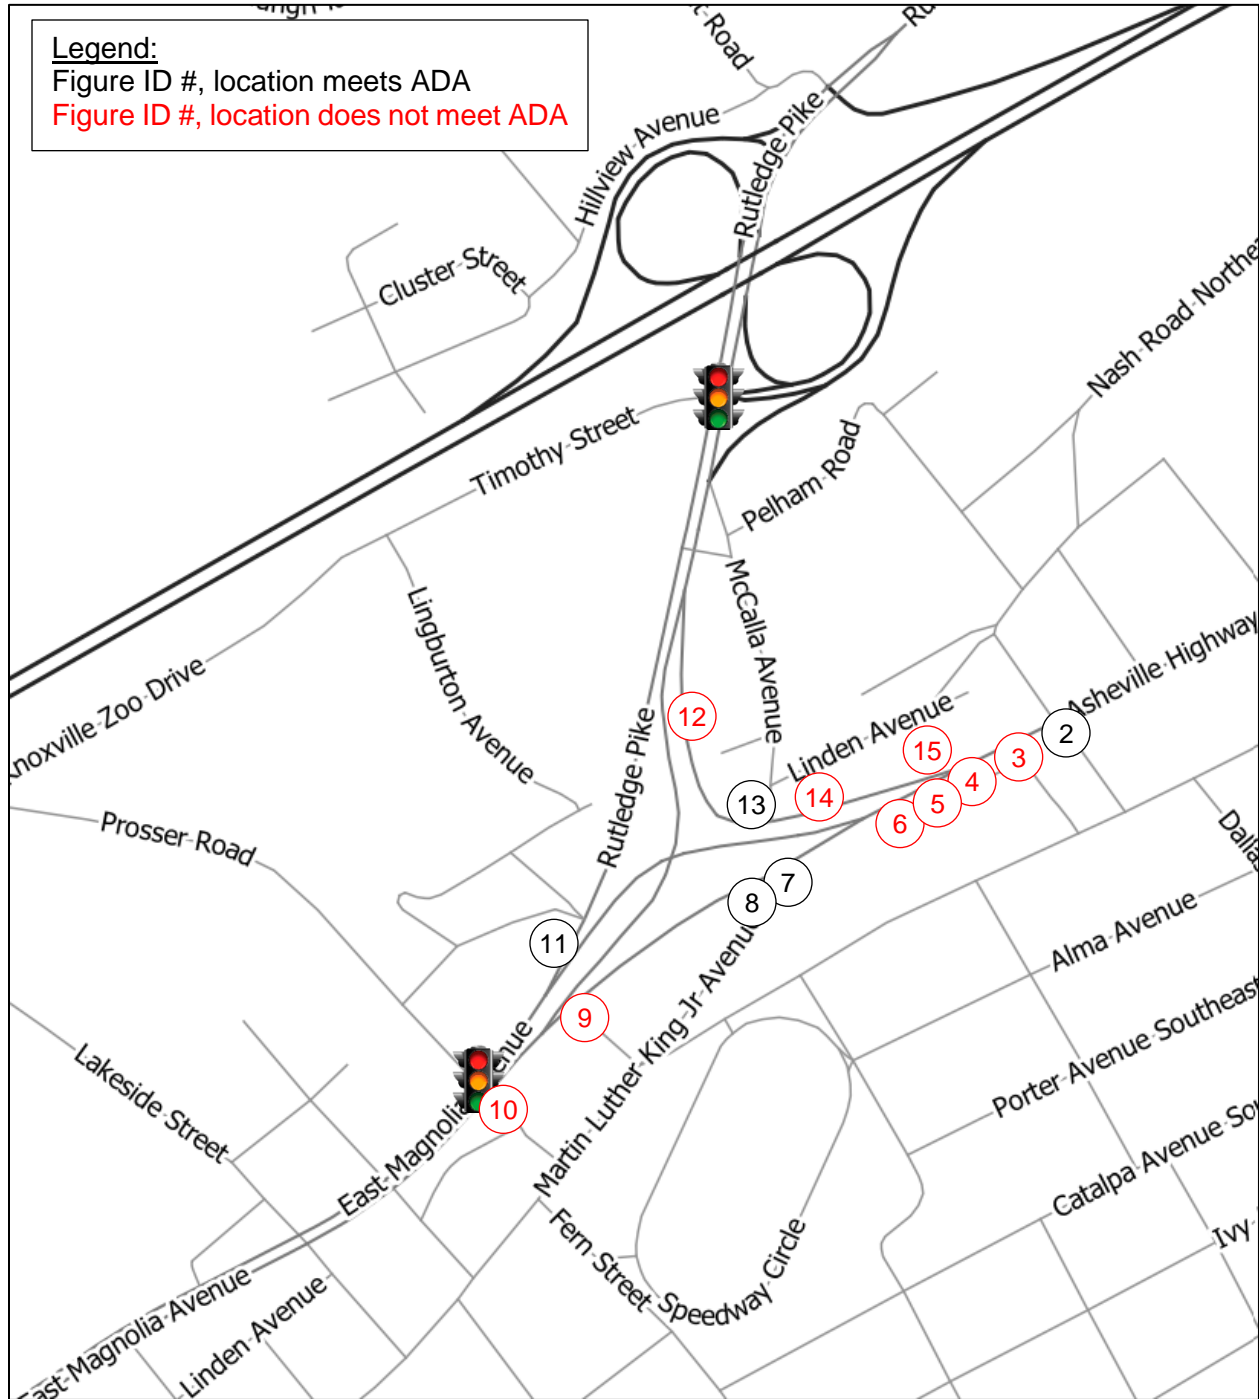 Legend:
Figure ID #, location meets ADA
Figure ID #, location does not meet ADA
Road
Hillview Avenue
Rutledge Pike
Rutledge Pike
Cluster Street
Nash Road Northe
Timothy Street
Pelham Road
McCalla Avenue
Lingburton Avenue
Knoxville Zoo Drive
Asheville Highway
Linden Avenue
2
3
4
5
6
12
13
14
15
Rutledge Pike
Prosser Road
7
8
11
9
10
Dalla
Alma Avenue
Porter Avenue Southeast
Catalpa Avenue So
Ivy
Martin Luther King Jr Avenue
Lakeside Street
East Magnolia Avenue
Fern Street
Speedway Circle
East Magnolia Avenue
Linden Avenue